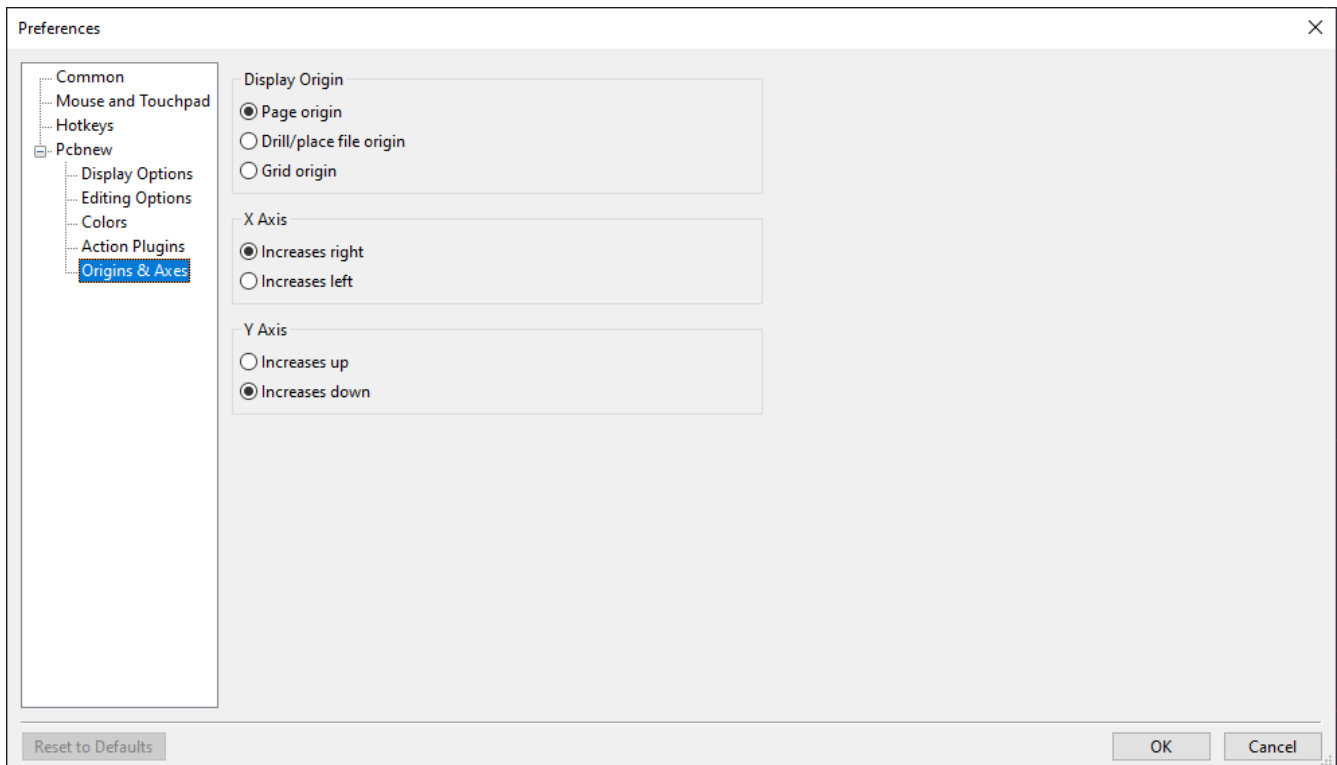 Preferences
Common
Mouse and Touchpad
Hotkeys
Pcbnew
Display Options
Editing Options
Colors
Action Plugins
Origins & Axes
Display Origin
Page origin
Drill/place file origin
Grid origin
X Axis
Increases right
Increases left
Y Axis
Increases up
Increases down
Reset to Defaults
OK
Cancel